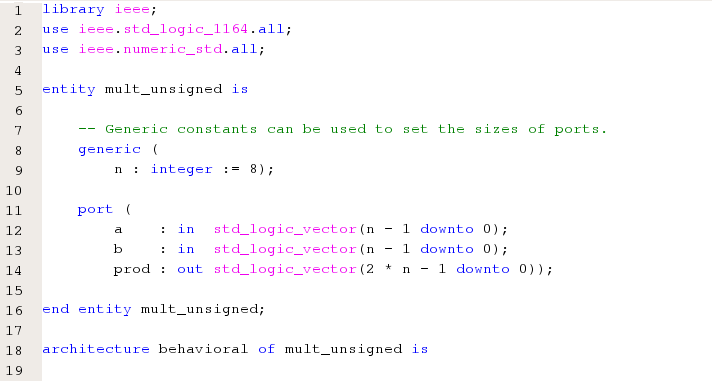 1 library ieee;
2 use ieee.std_logic_1164.all;
3 use ieee.numeric_std.all;
4
5 entity mult_unsigned is
6
7 -- Generic constants can be used to set the sizes of ports.
8 generic (
9 n : integer := 8);
10
11 port (
12 a : in std_logic_vector(n - 1 downto 0);
13 b : in std_logic_vector(n - 1 downto 0);
14 prod : out std_logic_vector(2 * n - 1 downto 0));
15
16 end entity mult_unsigned;
17
18 architecture behavioral of mult_unsigned is
19